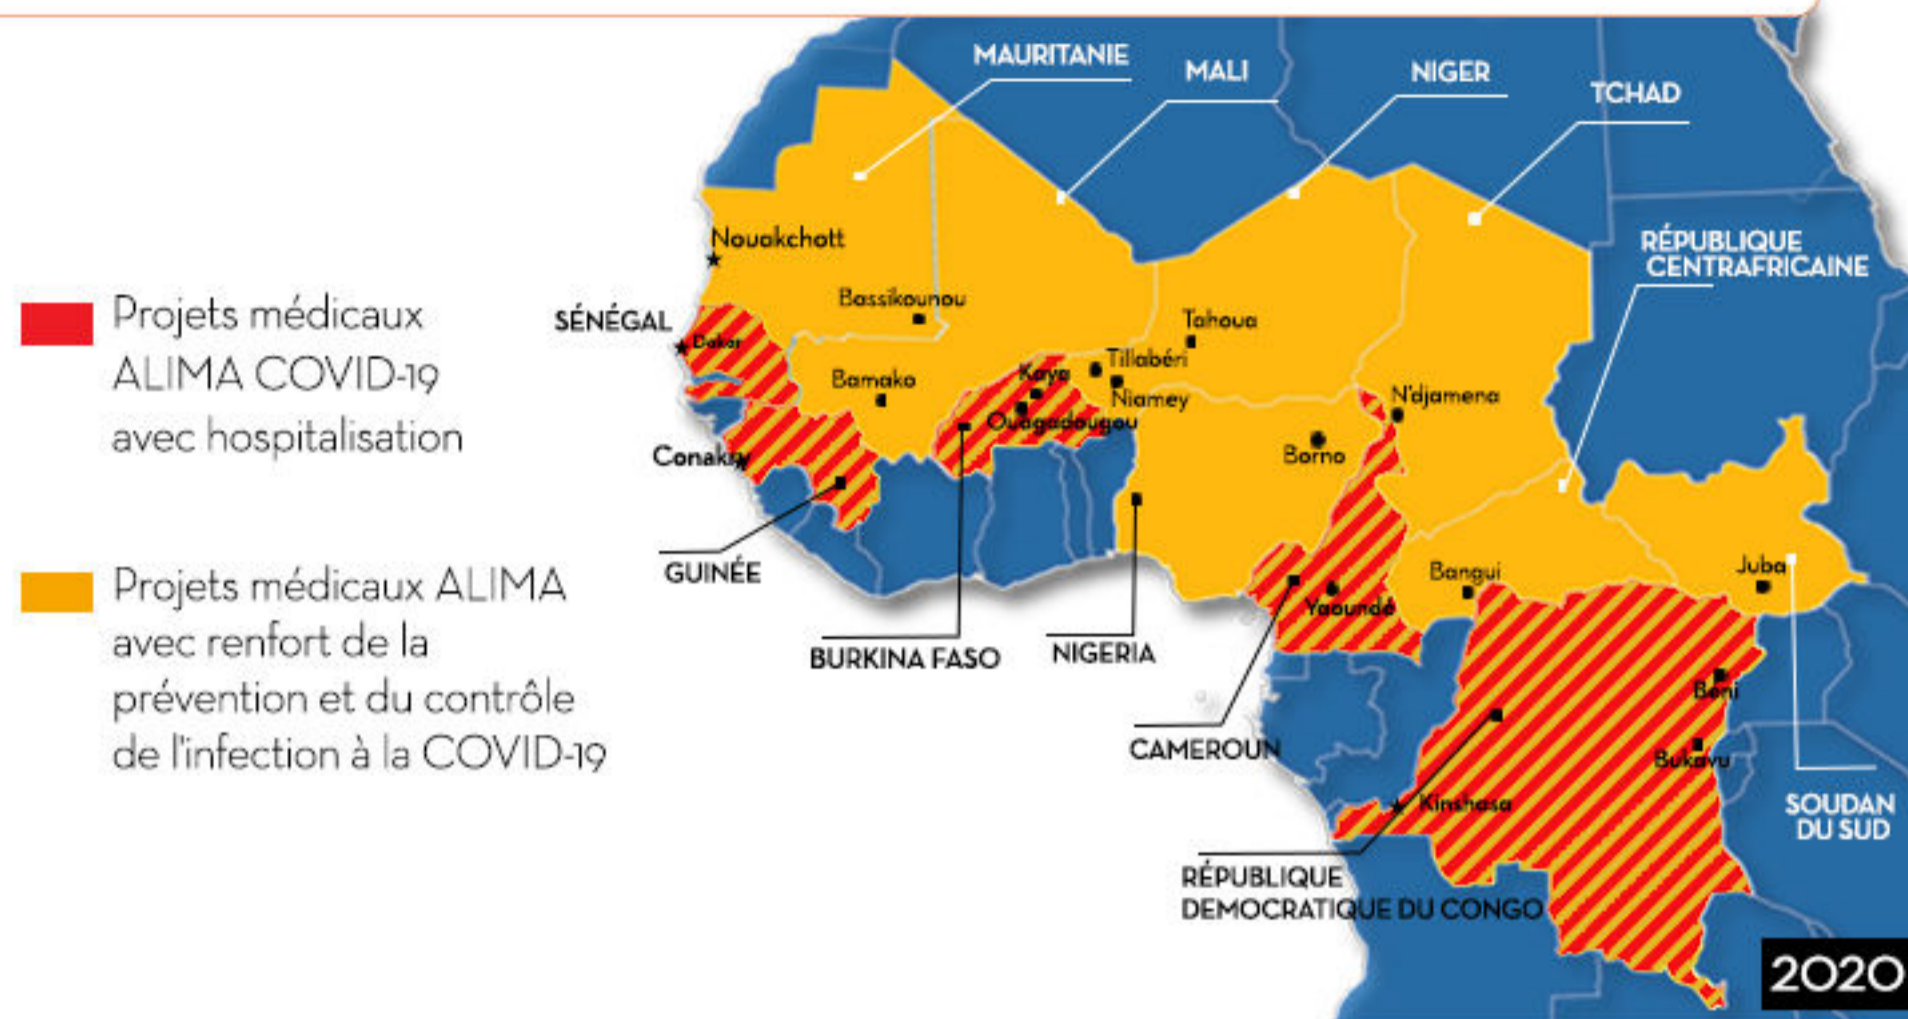 MAURITANIE
MALI
NIGER
TCHAD
RÉPUBLIQUE
CENTRAFRICAINE
Nouakchott
Bassikounou
SÉNÉGAL
Dakar
Tahoua
Tillabéri
Kaya
Bamako
Niamey
N'djamena
Ouagadougou
Borno
Conakry
GUINÉE
Bangui
Juba
Yaoundé
BURKINA FASO
NIGERIA
CAMEROUN
Beni
Bukavu
Kinshasa
SOUDAN
DU SUD
RÉPUBLIQUE
DEMOCRATIQUE DU CONGO
Projets médicaux
ALIMA COVID-19
avec hospitalisation
Projets médicaux ALIMA
avec renfort de la
prévention et du contrôle
de l'infection à la COVID-19
2020